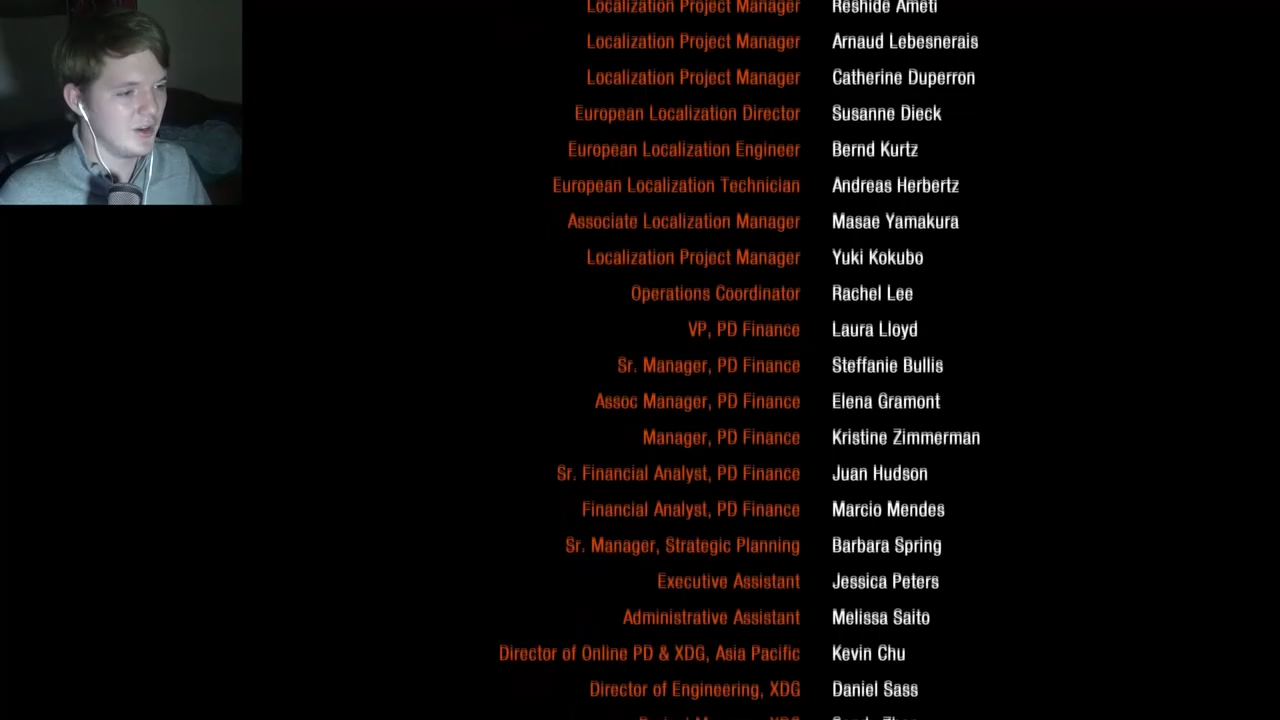 Localization Project Manager Reshide Ameti
Localization Project Manager Arnaud Lebesnerais
Localization Project Manager Catherine Duperron
European Localization Director Susanne Dieck
European Localization Engineer Bernd Kurtz
European Localization Technician Andreas Herbertz
Associate Localization Manager Masae Yamakura
Localization Project Manager Yuki Kokubo
Operations Coordinator Rachel Lee
VP, PD Finance Laura Lloyd
Sr. Manager, PD Finance Steffanie Bullis
Assoc Manager, PD Finance Elena Gramont
Manager, PD Finance Kristine Zimmerman
Sr. Financial Analyst, PD Finance Juan Hudson
Financial Analyst, PD Finance Marcio Mendes
Sr. Manager, Strategic Planning Barbara Spring
Executive Assistant Jessica Peters
Administrative Assistant Melissa Saito
Director of Online PD & XDG, Asia Pacific Kevin Chu
Director of Engineering, XDG Daniel Sass